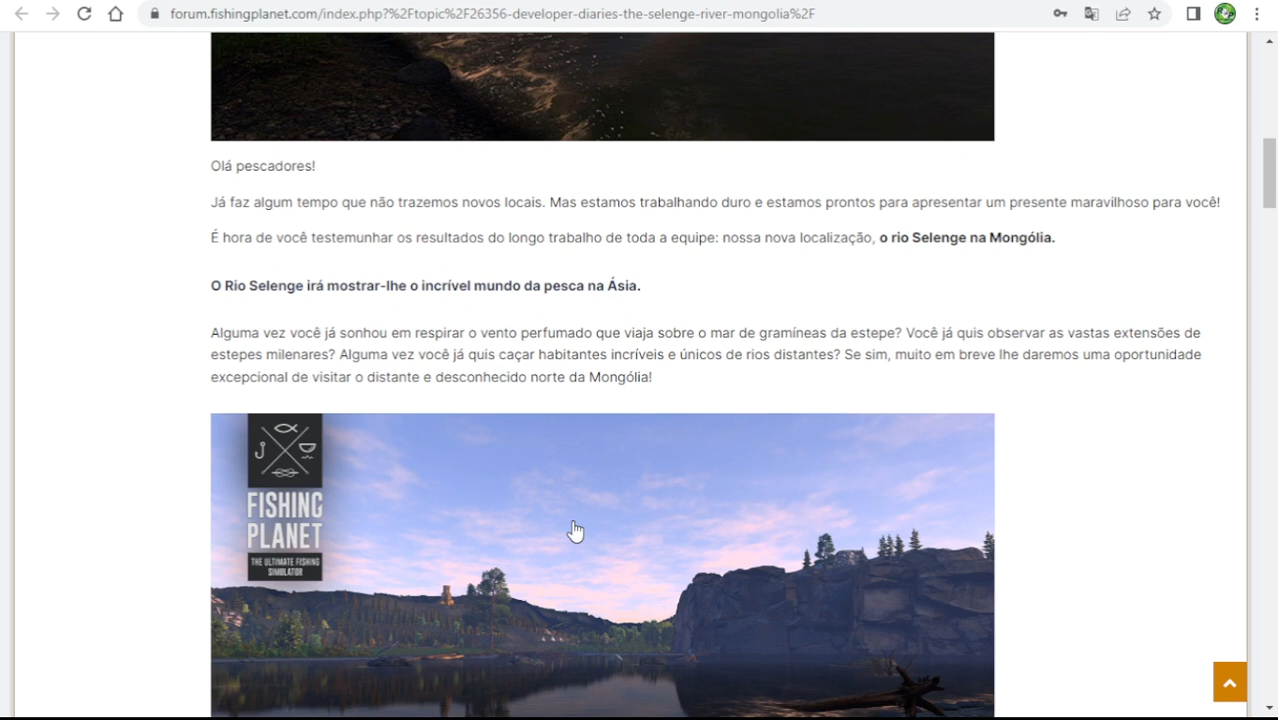 forum.fishingplanet.com/index.php?%2Ftopic%2F26356-developer-diaries-the-selenge-river-mongolia%2F
Olá pescadores!
Já faz algum tempo que não trazemos novos locais. Mas estamos trabalhando duro e estamos prontos para apresentar um presente maravilhoso para você!
É hora de você testemunhar os resultados do longo trabalho de toda a equipe: nossa nova localização, o rio Selenge na Mongólia.
O Rio Selenge irá mostrar-lhe o incrível mundo da pesca na Ásia.
Alguma vez você já sonhou em respirar o vento perfumado que viaja sobre o mar de gramíneas da estepe? Você já quis observar as vastas extensões de
estepes milenares? Alguma vez você já quis caçar habitantes incríveis e únicos de rios distantes? Se sim, muito em breve lhe daremos uma oportunidade
excepcional de visitar o distante e desconhecido norte da Mongólia!
FISHING
PLANET
THE ULTIMATE FISHING
SIMULATOR